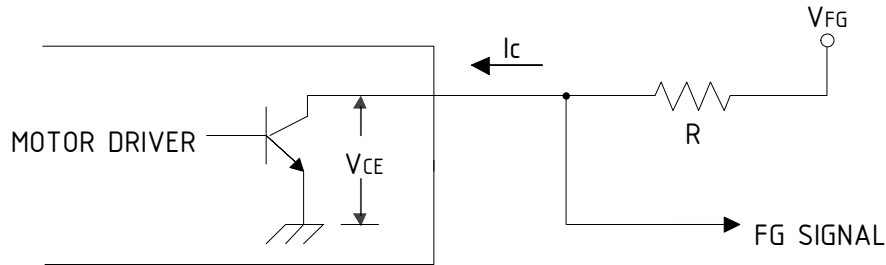 VFG
Ic
R
MOTOR DRIVER
VCE
FG SIGNAL